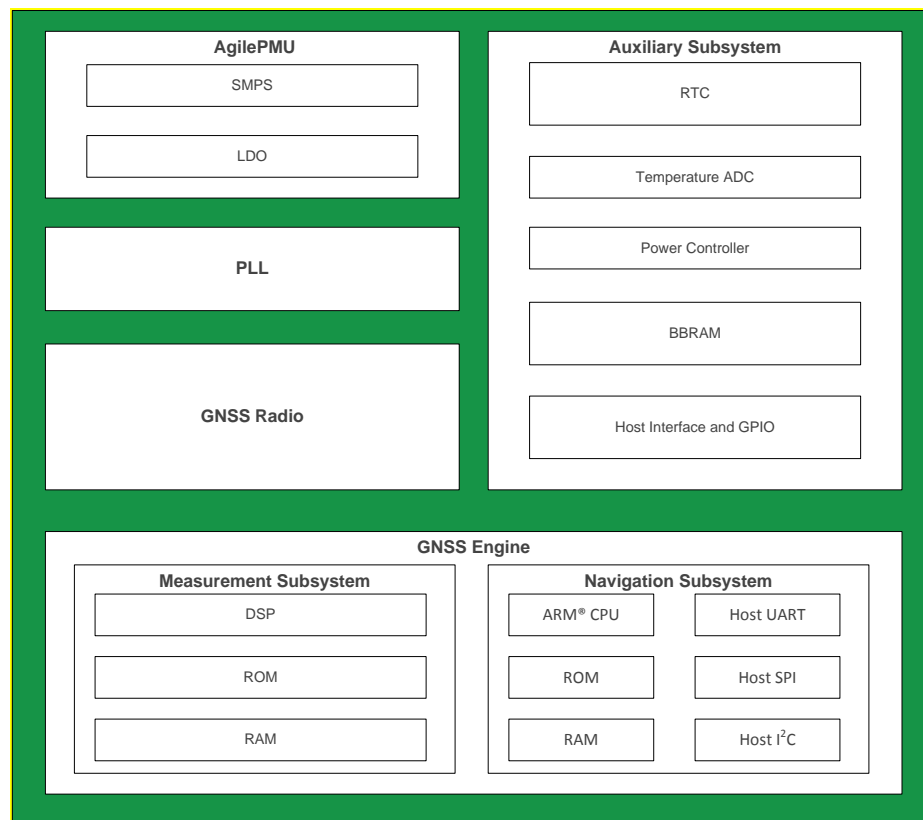 AgilePMU
SMPS
LDO
PLL
GNSS Radio
Auxiliary Subsystem
RTC
Temperature ADC
Power Controller
BBRAM
Host Interface and GPIO
GNSS Engine
Measurement Subsystem
DSP
ROM
RAM
Navigation Subsystem
ARM® CPU
Host UART
ROM
Host SPI
RAM
Host I²C